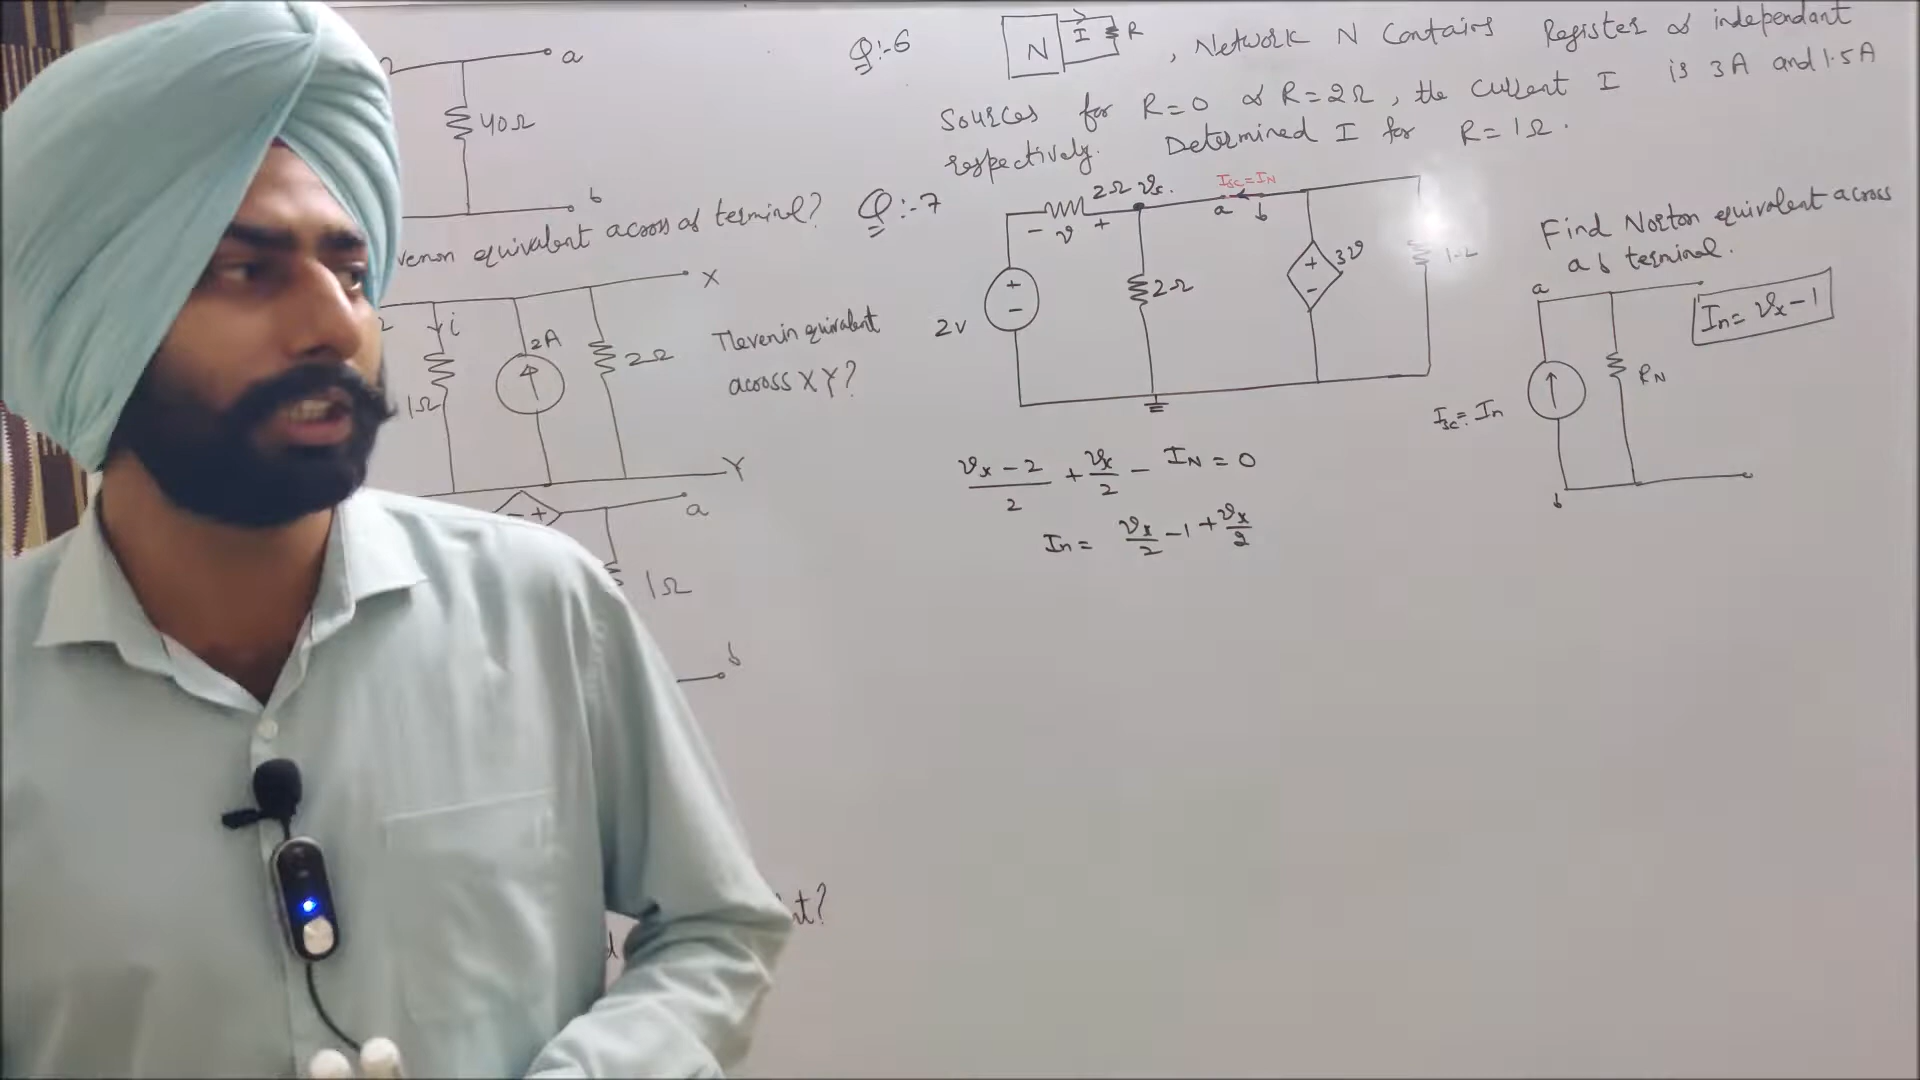 a
40Ω
b
venon equivalent across ab terminal?
X
i
1Ω
2A
2Ω
Y
Thevenin equivalent
across XY?
- +
a
1Ω
b
nt?
Q:-6
N
I
R
, Network N Contains Register & independant
Sources for R=0 & R=2Ω, the current I is 3A and 1.5A
respectively. Determined I for R=1Ω.
Q:-7
2Ω
Vx.
ISC=IN
- v +
a b
+
-
2v
2Ω
+
-
3v
Find Norton equivalent across
a b terminal.
a
In= Vx-1
RN
Isc= In
b
Vx-2/2 + Vx/2 - IN = 0
In= Vx/2 -1 + Vx/2